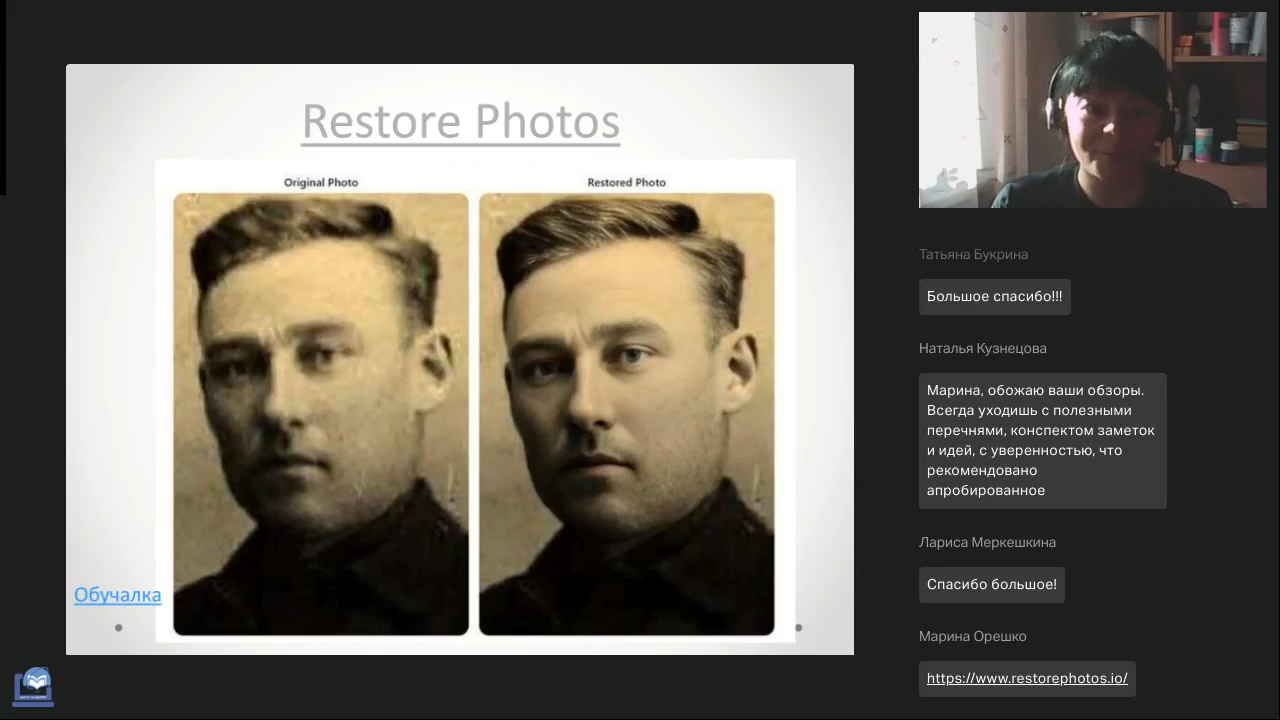 Restore Photos
Original Photo
Restored Photo
Обучалка
Татьяна Букрина
Большое спасибо!!!
Наталья Кузнецова
Марина, обожаю ваши обзоры.
Всегда уходишь с полезными
перечнями, конспектом заметок
и идей, с уверенностью, что
рекомендовано
апробированное
Лариса Меркешкина
Спасибо большое!
Марина Орешко
https://www.restorephotos.io/